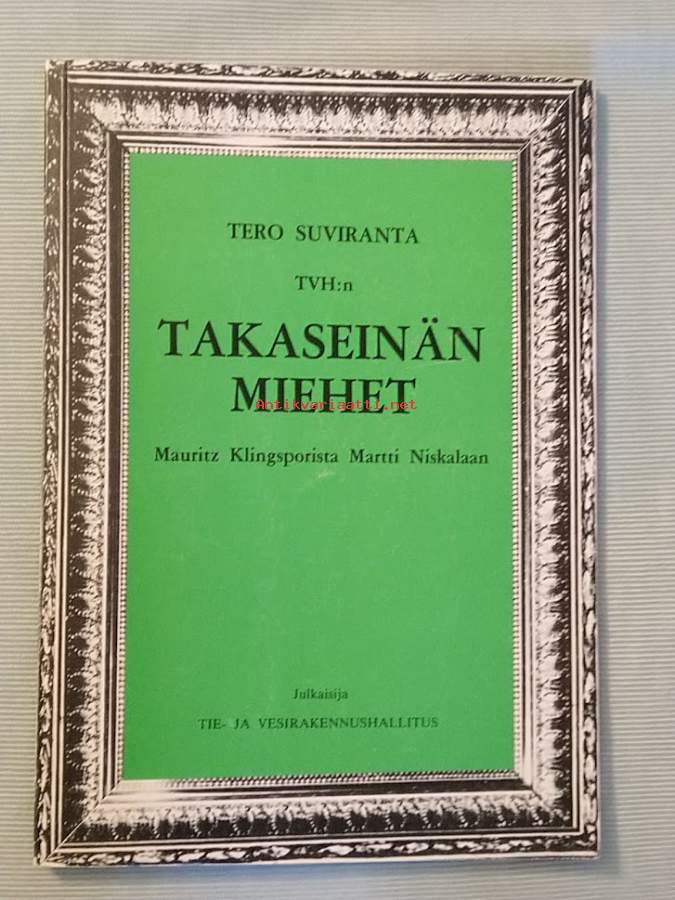 TERO SUVIRANTA
TVH:n
TAKASEINÄN
MIEHET
Antikvariaatti.net
Mauritz Klingsporista Martti Niskalaan
Julkaisija
TIE- JA VESIRAKENNUSHALLITUS